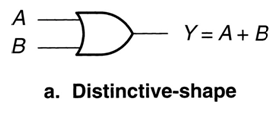 A
B
Y = A + B
a. Distinctive-shape